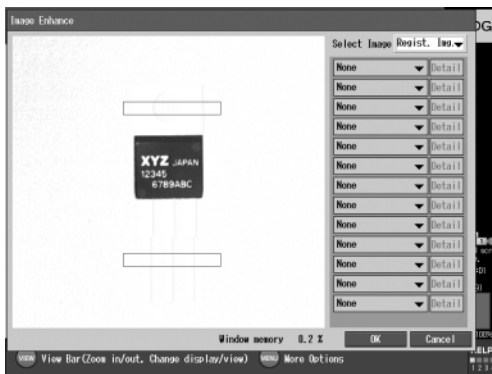 Image Enhance
Select Image Regist. Img.
XYZ JAPAN
12345
6789ABC
None Detail
None Detail
None Detail
None Detail
None Detail
None Detail
None Detail
None Detail
None Detail
None Detail
None Detail
None Detail
None Detail
Window memory 0.2 %
OK Cancel
VIEW View Bar(Zoom in/out, Change display/view) MENU More Options